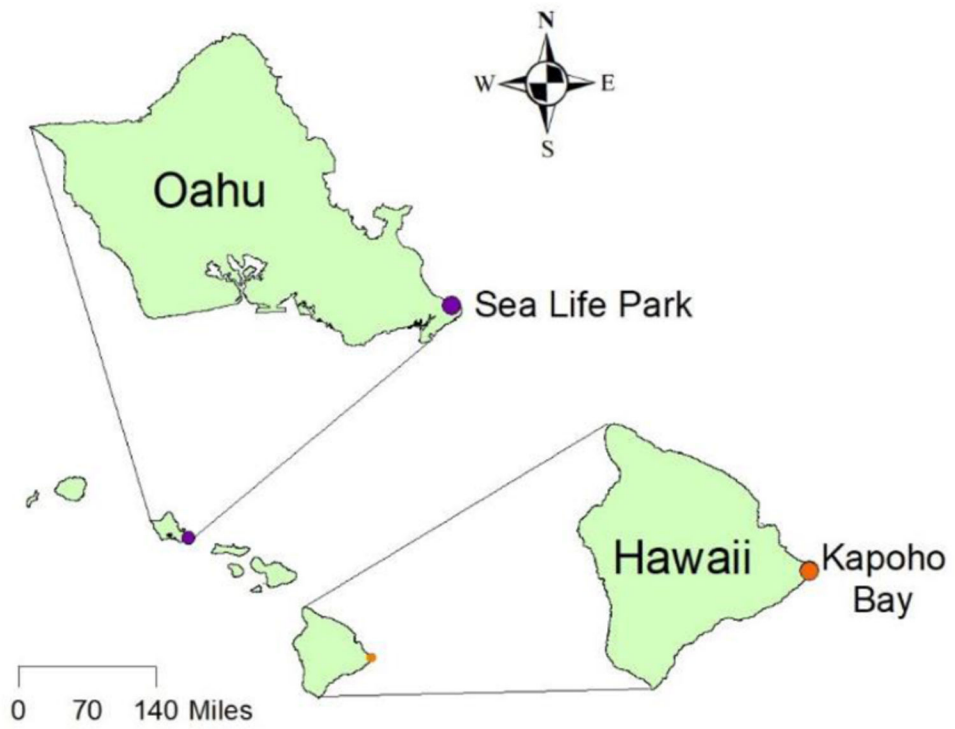 N
W E
S
Oahu
Sea Life Park
Hawaii
Kapoho
Bay
0 70 140 Miles